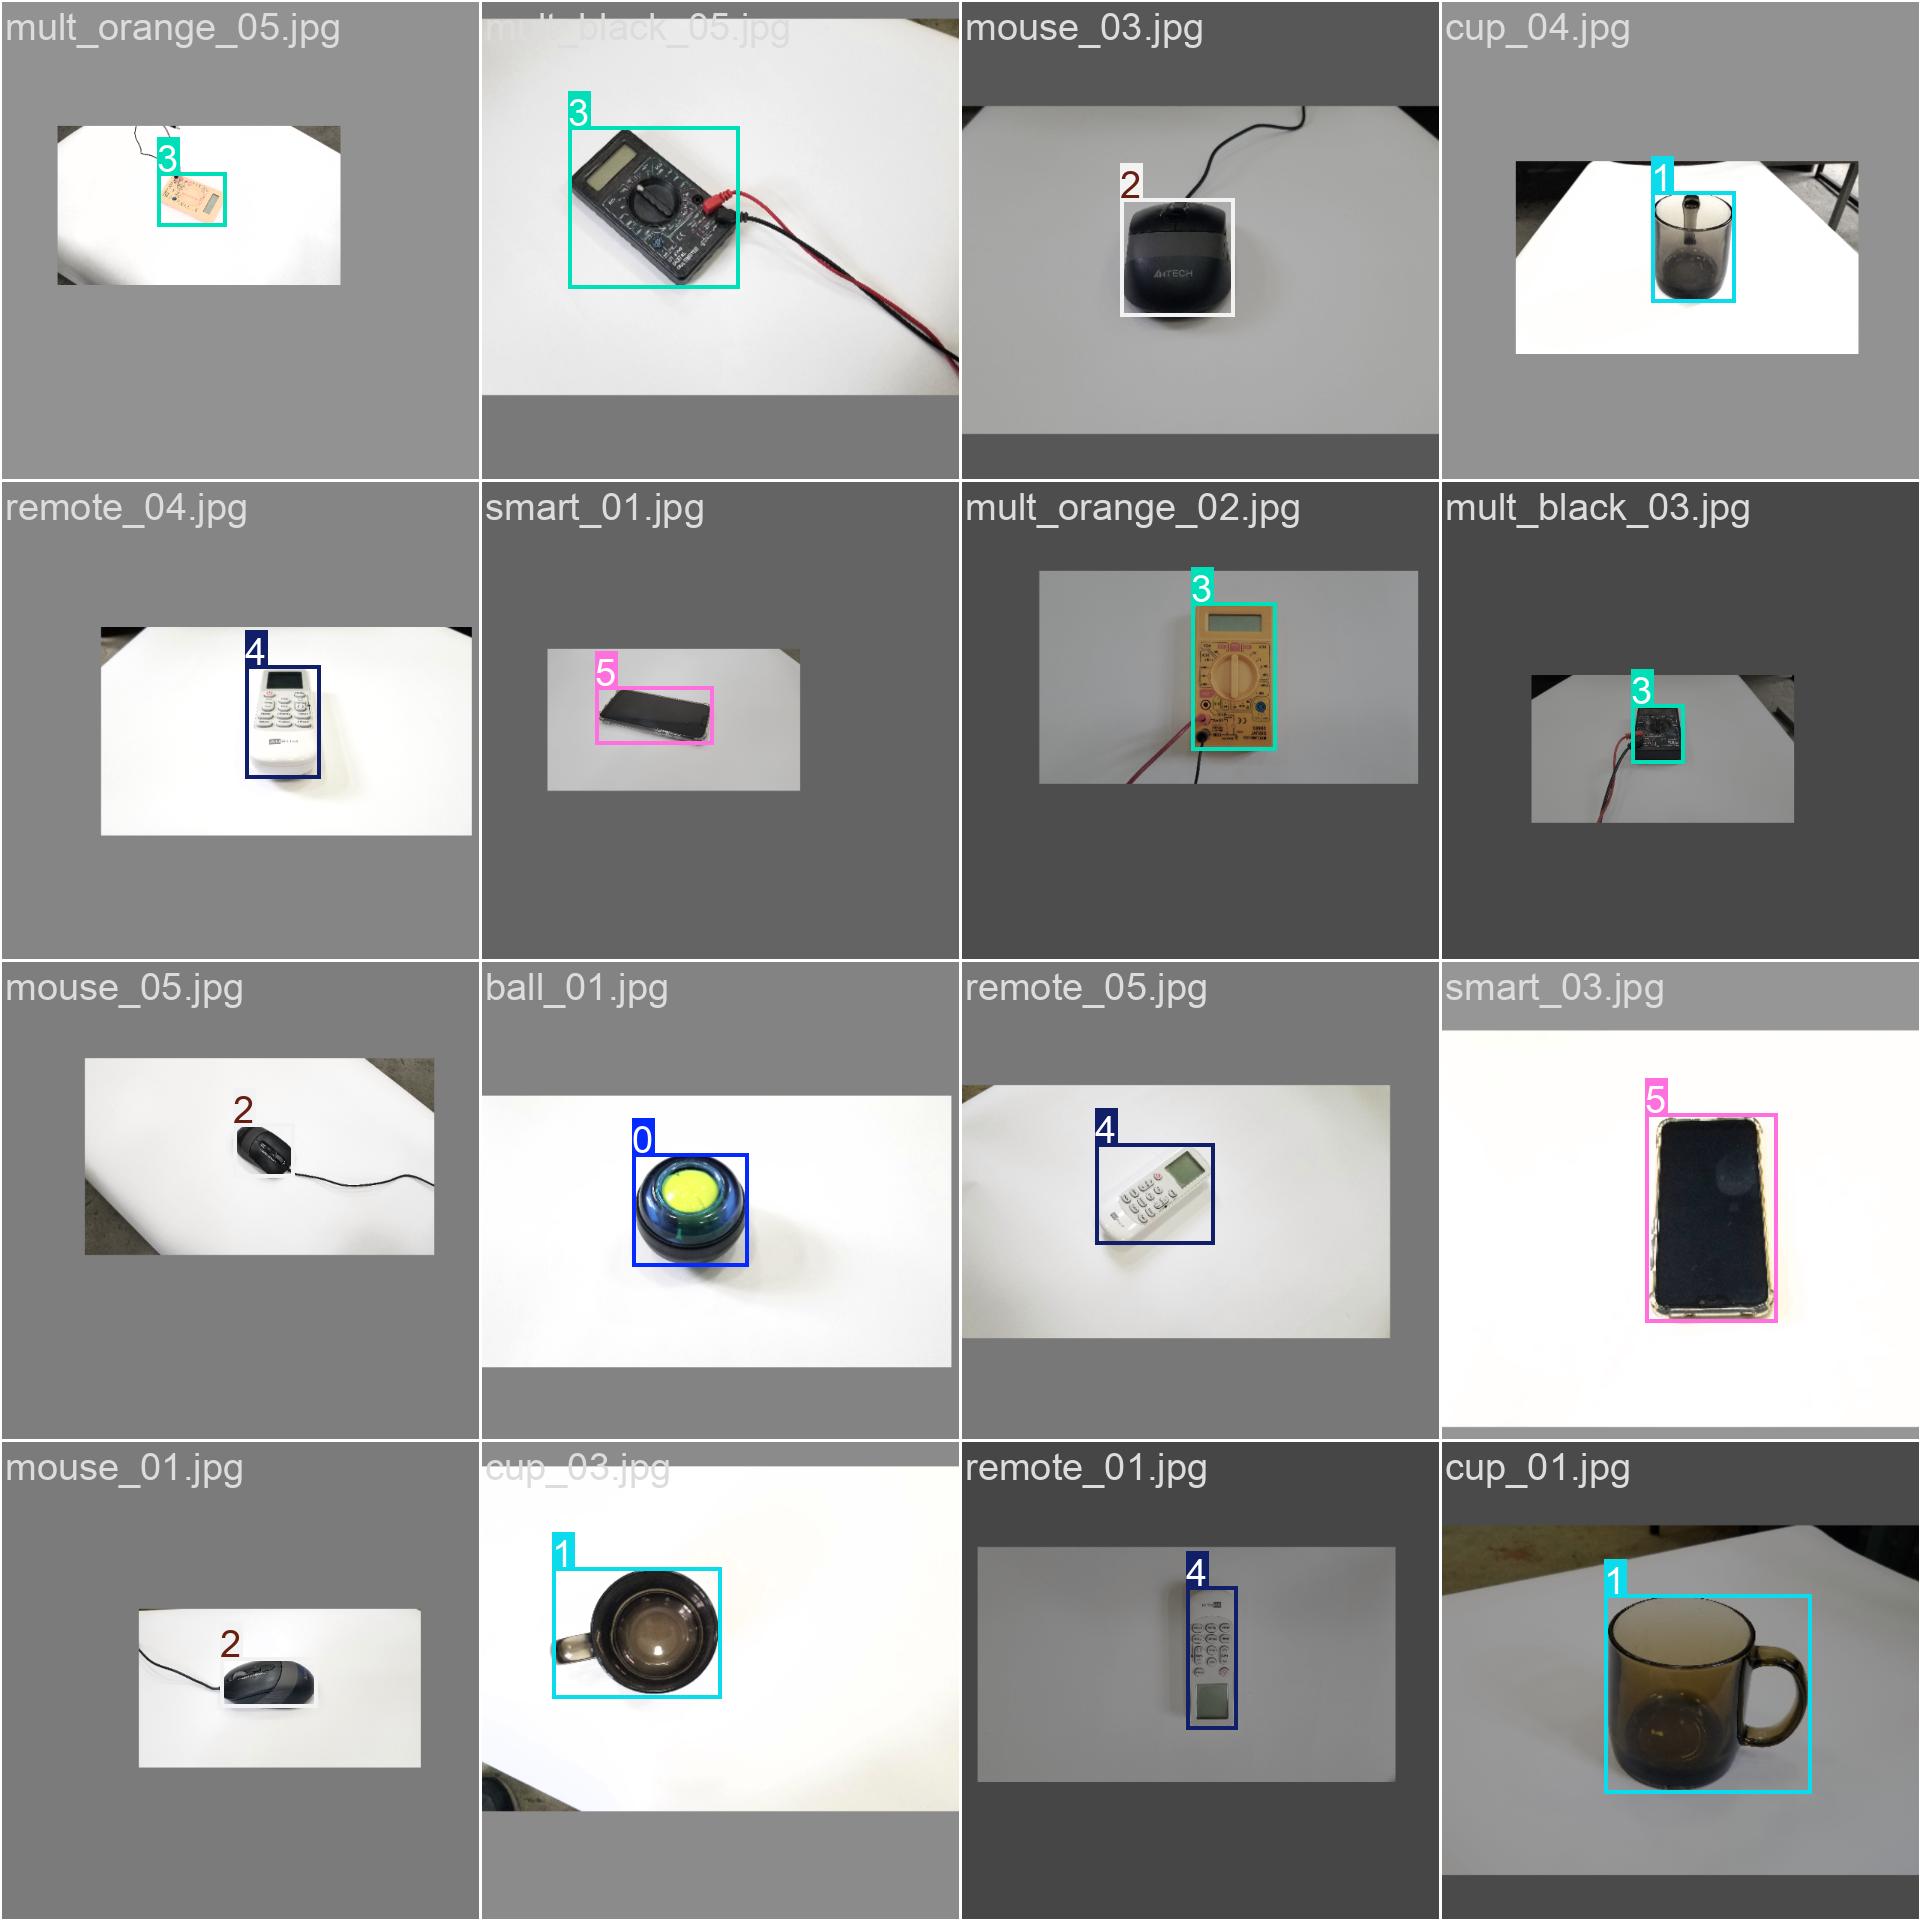 mult_orange_05.jpg
mult_black_05.jpg
mouse_03.jpg
cup_04.jpg
3
3
2
A4TECH
1
remote_04.jpg
smart_01.jpg
mult_orange_02.jpg
mult_black_03.jpg
4
5
3
3
mouse_05.jpg
ball_01.jpg
remote_05.jpg
smart_03.jpg
2
0
4
5
mouse_01.jpg
cup_03.jpg
remote_01.jpg
cup_01.jpg
2
1
4
1